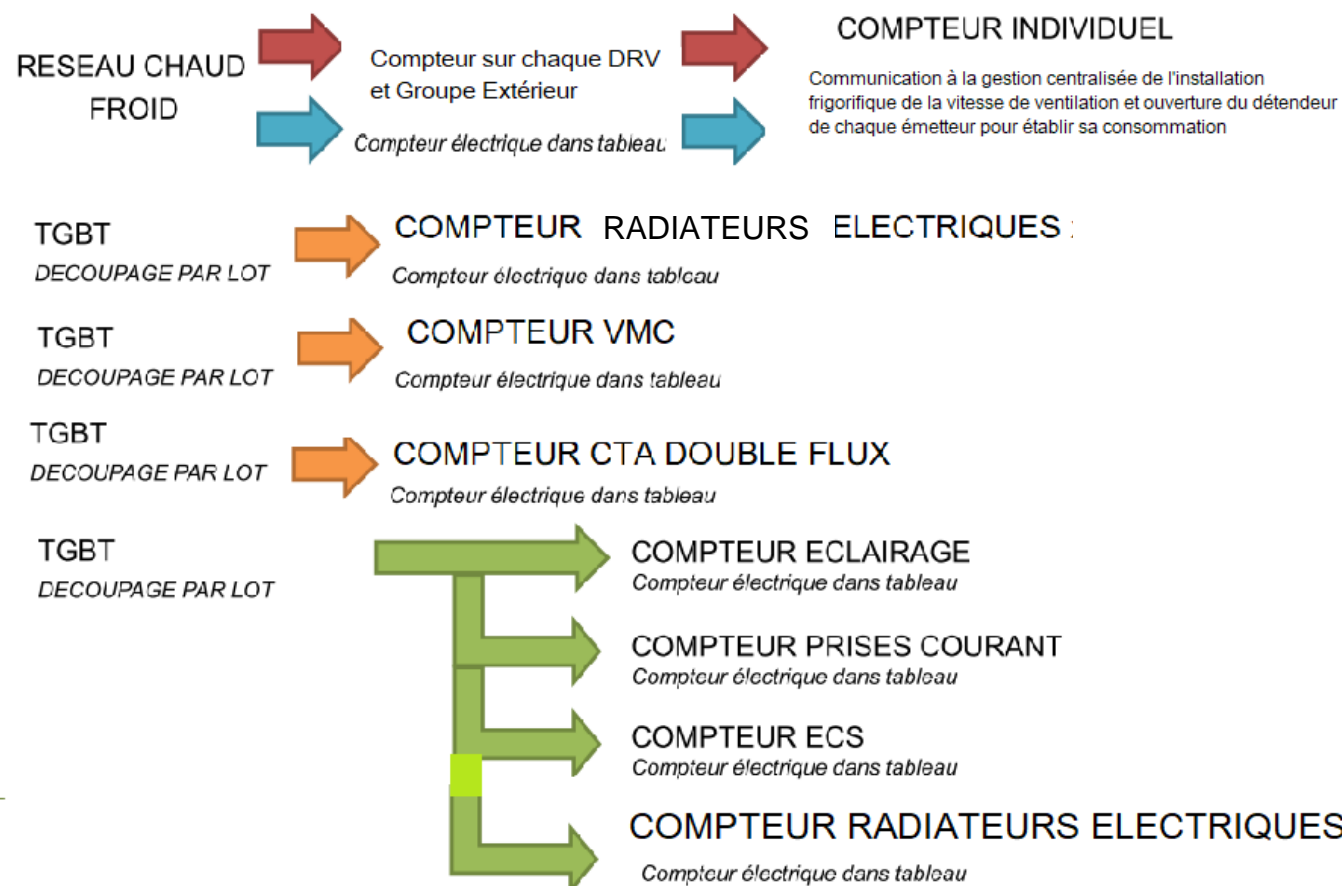 RESEAU CHAUD
FROID
Compteur sur chaque DRV
et Groupe Extérieur
Compteur électrique dans tableau
COMPTEUR INDIVIDUEL
Communication à la gestion centralisée de l'installation
frigorifique de la vitesse de ventilation et ouverture du détendeur
de chaque émetteur pour établir sa consommation
TGBT
DECOUPAGE PAR LOT
COMPTEUR RADIATEURS ELECTRIQUES :
Compteur électrique dans tableau
TGBT
DECOUPAGE PAR LOT
COMPTEUR VMC
Compteur électrique dans tableau
TGBT
DECOUPAGE PAR LOT
COMPTEUR CTA DOUBLE FLUX
Compteur électrique dans tableau
TGBT
DECOUPAGE PAR LOT
COMPTEUR ECLAIRAGE
Compteur électrique dans tableau
COMPTEUR PRISES COURANT
Compteur électrique dans tableau
COMPTEUR ECS
Compteur électrique dans tableau
COMPTEUR RADIATEURS ELECTRIQUES
Compteur électrique dans tableau